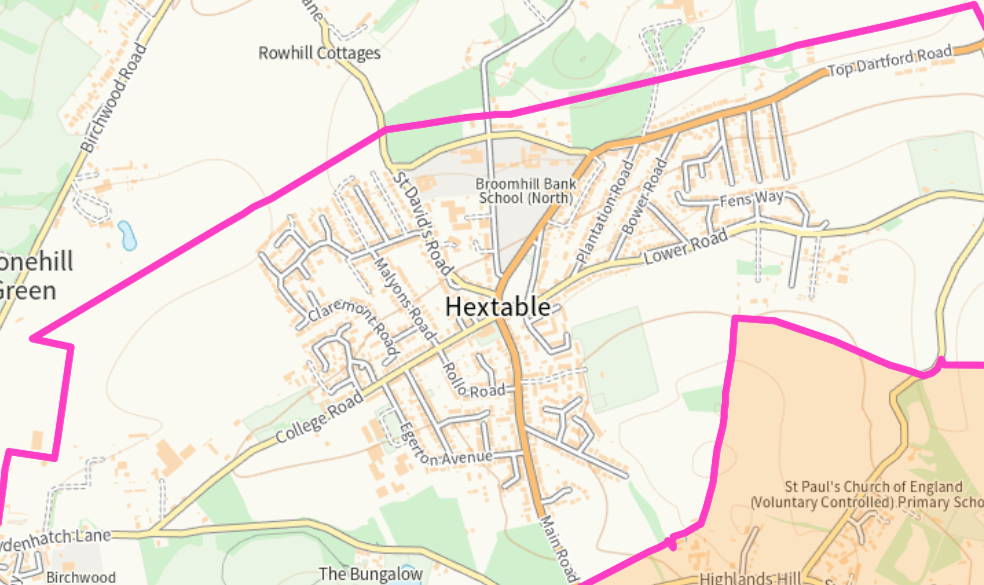 ane
Rowhill Cottages
Birchwood Road
Top Dartford Road
St David's Road
Broomhill Bank
School (North)
Plantation Road
Bower Road
Fens Way
Lower Road
onehill
Green
Malyons Road
Hextable
Claremont Road
Rollo Road
College Road
Egerton Avenue
St Paul's Church of England
(Voluntary Controlled) Primary Scho
Main Road
ydenhatch Lane
Birchwood
The Bungalow
Highlands Hill